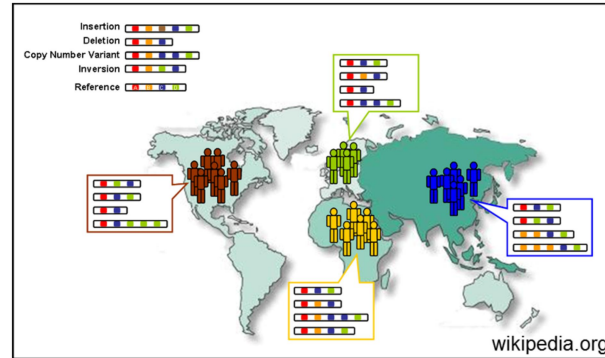 Insertion
Deletion
Copy Number Variant
Inversion
Reference
wikipedia.org